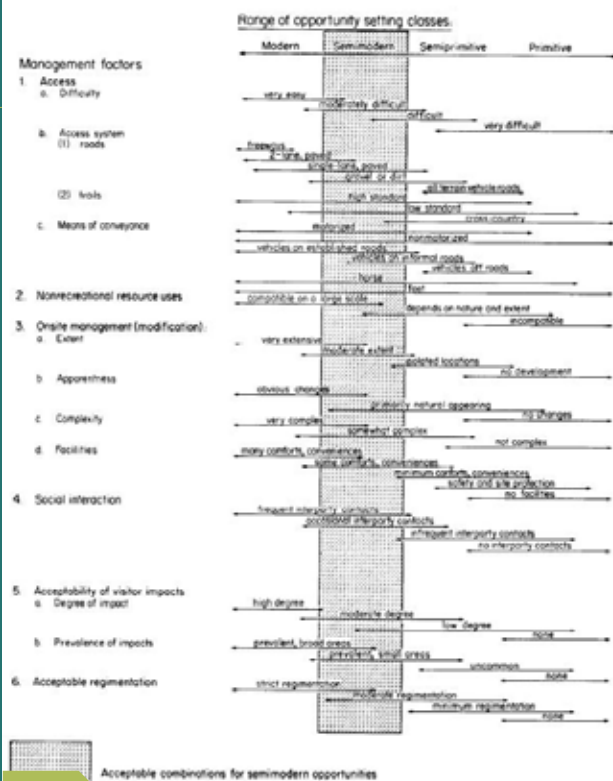 Range of opportunity setting classes:
Modern Semimodern Semiprimitive Primitive
Management factors
1. Access
a. Difficulty
very easy
moderately difficult
difficult
very difficult
b. Access system
(1) roads
freeways
2-lane, paved
single-lane, paved
gravel or dirt
all terrain vehicle roads
(2) trails
high standard
low standard
cross-country
c. Means of conveyance
motorized
nonmotorized
vehicles on established roads
vehicles on informal roads
vehicles off roads
horse
foot
2. Nonrecreational resource uses
compatible on a large scale
depends on nature and extent
incompatible
3. Onsite management (modification):
a. Extent
very extensive
moderate extent
isolated locations
no development
b. Apparentness
obvious changes
primarily natural appearing
no changes
c. Complexity
very complex
somewhat complex
not complex
d. Facilities
many comforts, conveniences
some comforts, conveniences
minimum comforts, conveniences
safety and site protection
no facilities
4. Social interaction
frequent interparty contacts
occasional interparty contacts
infrequent interparty contacts
no interparty contacts
5. Acceptability of visitor impacts
a. Degree of impact
high degree
moderate degree
low degree
none
b. Prevalence of impacts
prevalent, broad areas
prevalent, small areas
uncommon
none
6. Acceptable regimentation
strict regimentation
moderate regimentation
minimum regimentation
none
Acceptable combinations for semimodern opportunities